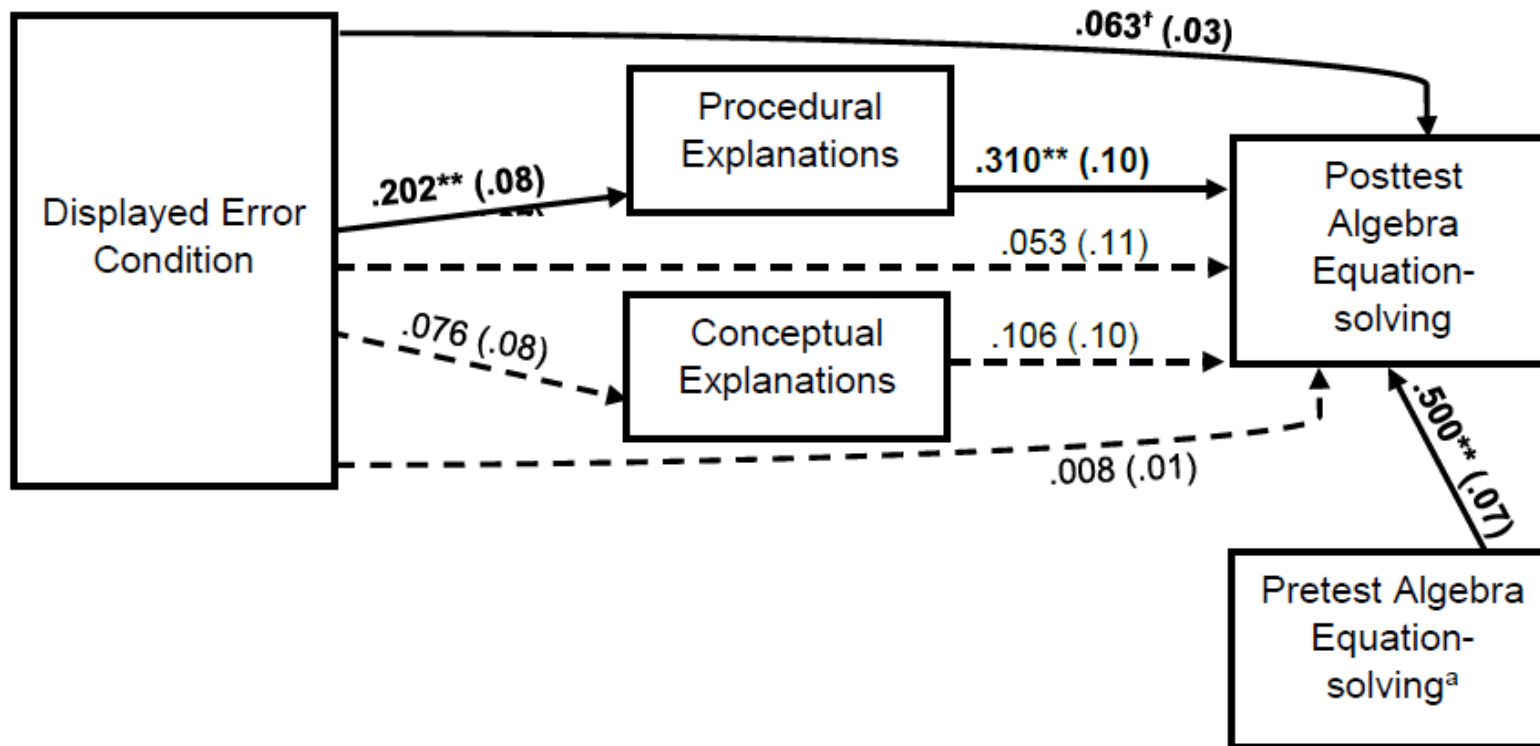 .063† (.03)
Procedural
Explanations
.202** (.08)
.310** (.10)
Displayed Error
Condition
Posttest
Algebra
Equation-
solving
.053 (.11)
.076 (.08)
Conceptual
Explanations
.106 (.10)
.008 (.01)
.500** (.07)
Pretest Algebra
Equation-
solvingᵃ